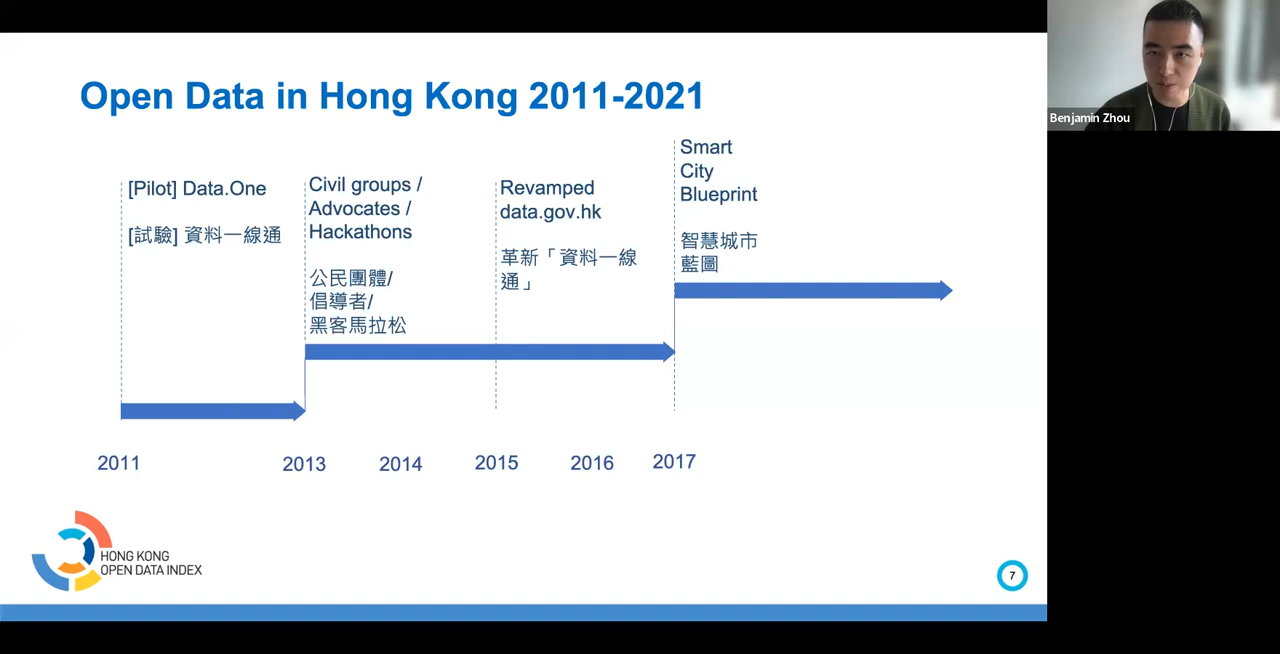 Open Data in Hong Kong 2011-2021
Benjamin Zhou
[Pilot] Data.One
[試驗] 資料一線通
Civil groups /
Advocates /
Hackathons
公民團體/
倡導者/
黑客馬拉松
Revamped
data.gov.hk
革新「資料一線
通」
Smart
City
Blueprint
智慧城市
藍圖
2011
2013
2014
2015
2016
2017
HONG KONG
OPEN DATA INDEX
7